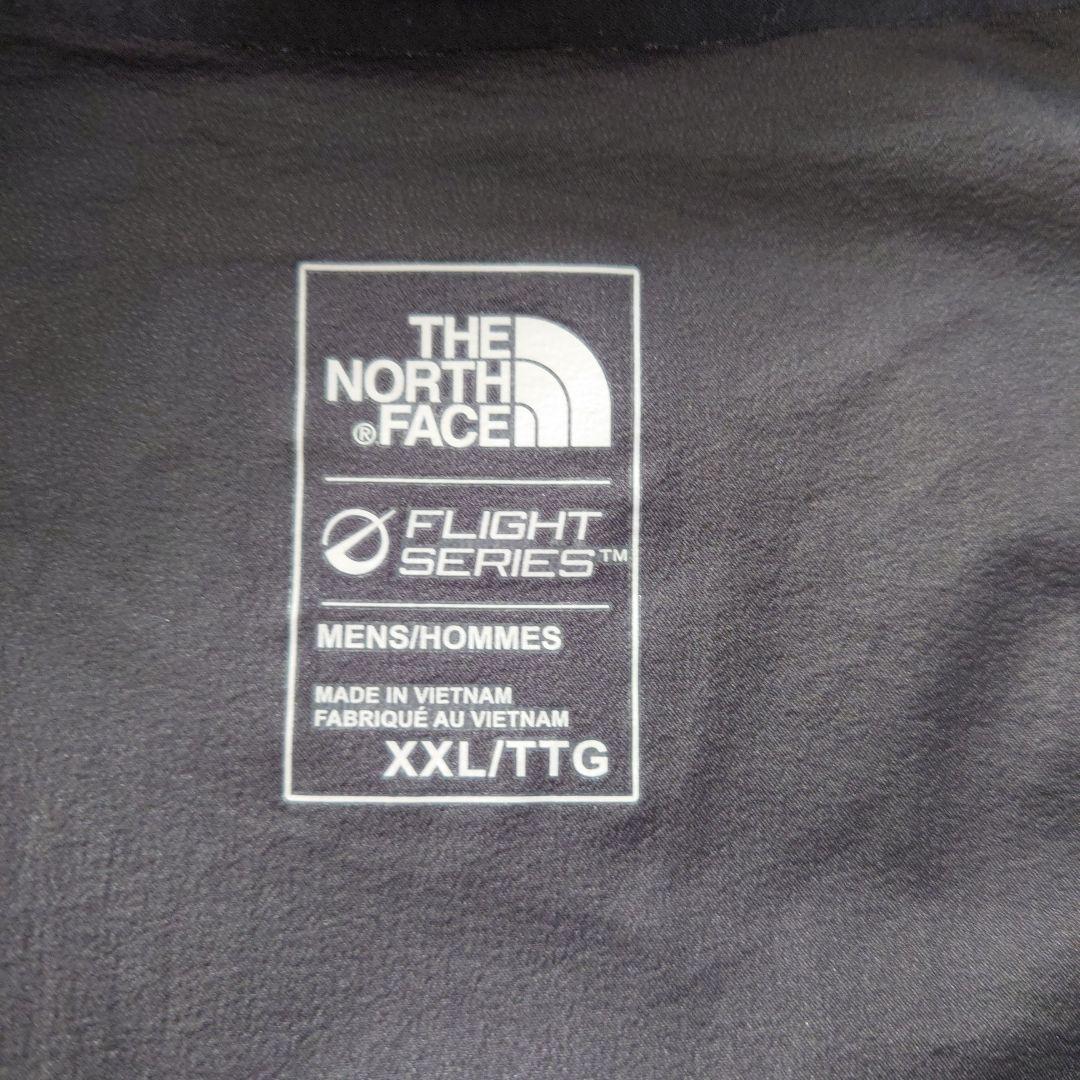 THE
NORTH
®FACE
FLIGHT
SERIES™
MENS/HOMMES
MADE IN VIETNAM
FABRIQUÉ AU VIETNAM
XXL/TTG